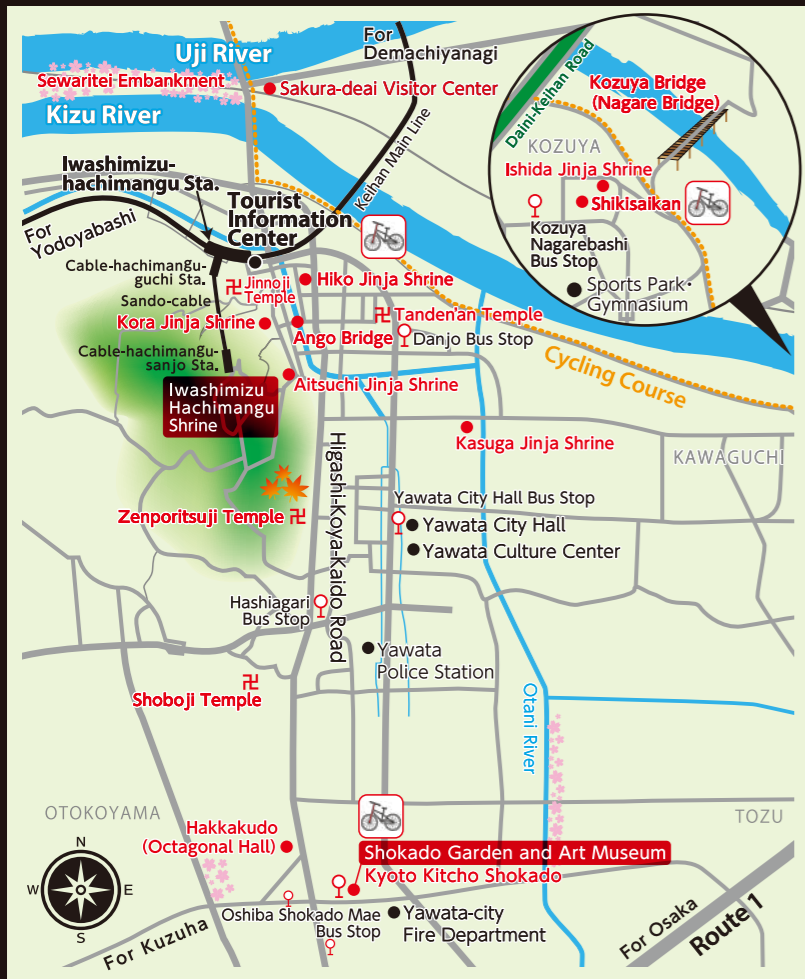 Uji River
For
Demachiyanagi
Sewaritei Embankment
Sakura-deai Visitor Center
Kizu River
Keihan Main Line
Daini-Keihan Road
Kozuya Bridge
(Nagare Bridge)
KOZUYA
Ishida Jinja Shrine
Shikisaikan
Kozuya
Nagarebashi
Bus Stop
Sports Park·
Gymnasium
Iwashimizu-
hachimangu Sta.
Tourist
Information
Center
For
Yodoyabashi
Cable-hachimangu-
guchi Sta.
卍 Jinnoji
Temple
Hiko Jinja Shrine
Sando-cable
Kora Jinja Shrine
卍 Tanden'an Temple
Ango Bridge
Danjo Bus Stop
Cable-hachimangu-
sanjo Sta.
Cycling Course
Aitsuchi Jinja Shrine
Iwashimizu
Hachimangu
Shrine
Kasuga Jinja Shrine
KAWAGUCHI
Higashi-Koya-Kaido Road
Yawata City Hall Bus Stop
Zenporitsuji Temple 卍
Yawata City Hall
Yawata Culture Center
Hashiagari
Bus Stop
Yawata
Police Station
卍
Shoboji Temple
Otani River
OTOKOYAMA
TOZU
Hakkakudo
(Octagonal Hall)
Shokado Garden and Art Museum
Kyoto Kitcho Shokado
N
W
E
S
Oshiba Shokado Mae
Bus Stop
Yawata-city
Fire Department
For Kuzuha
For Osaka
Route 1